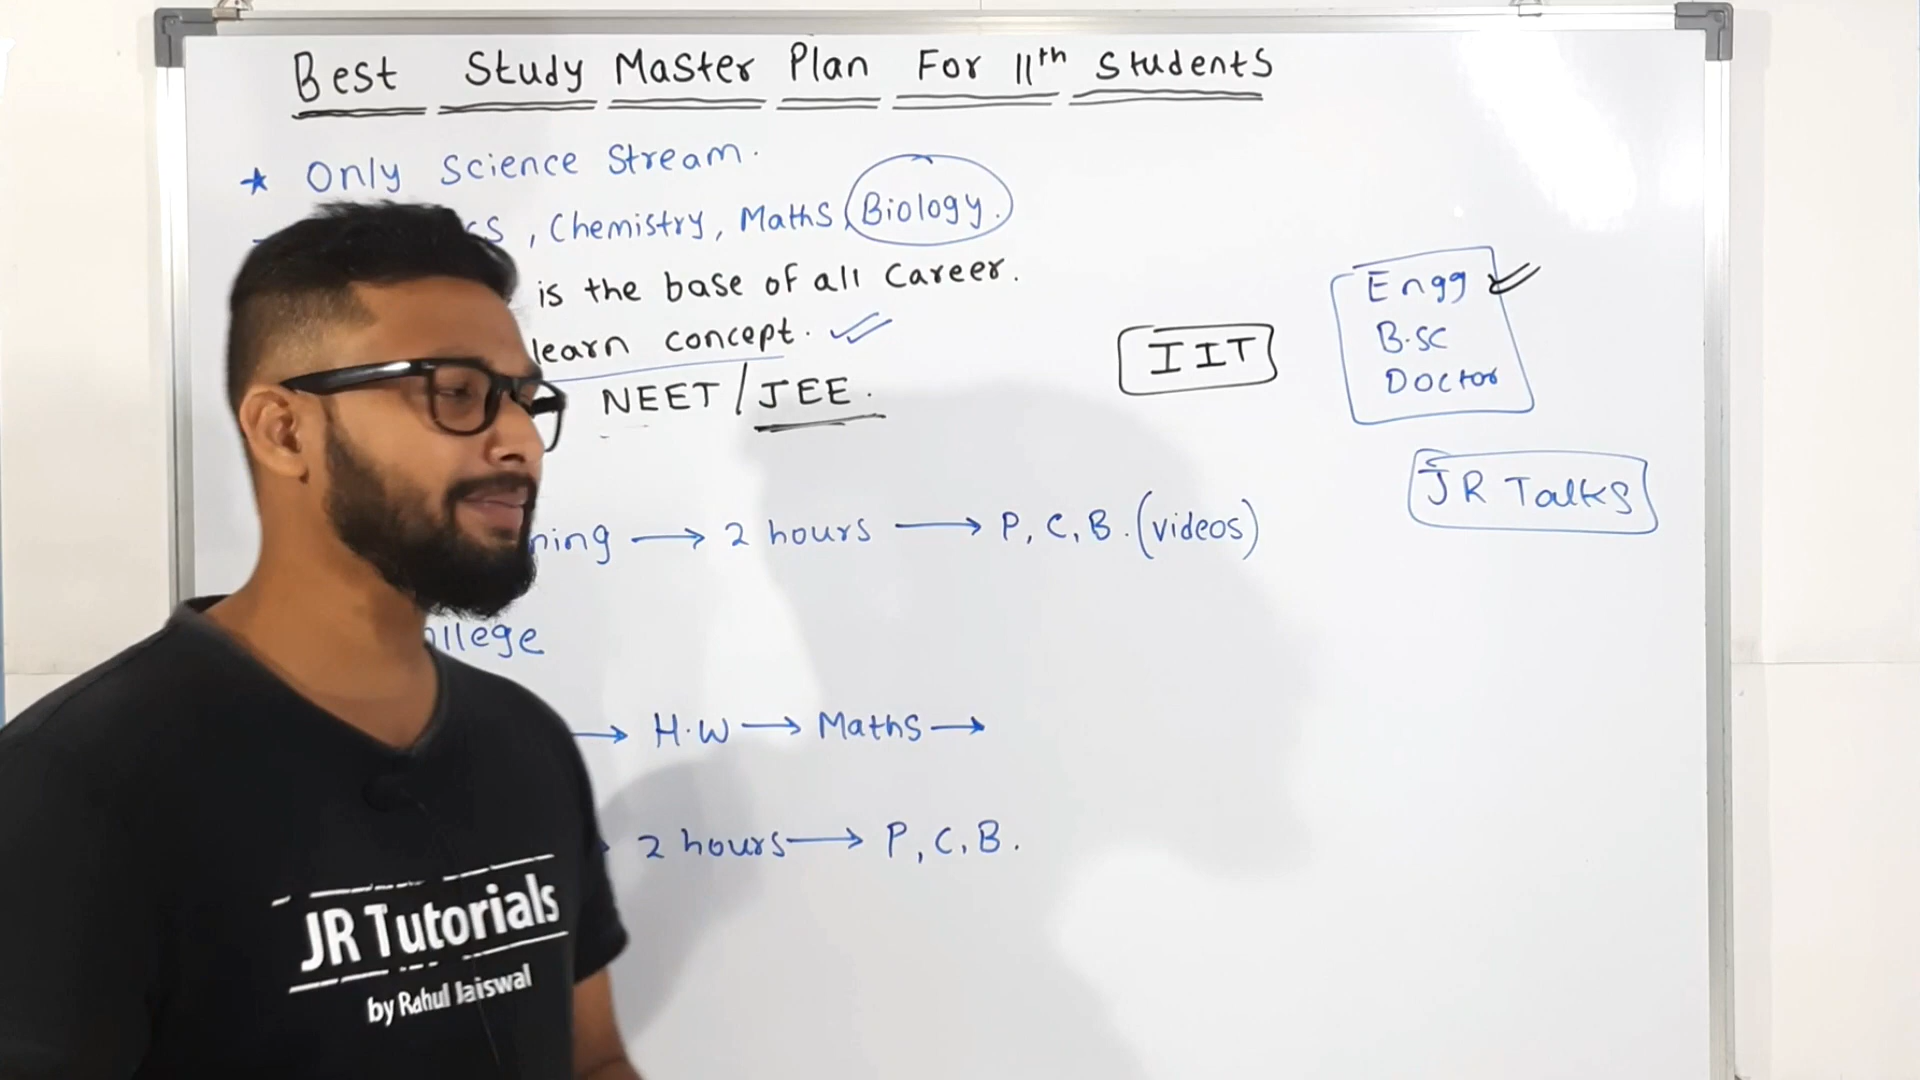 Best Study Master Plan For 11th Students
★ Only Science Stream.
, Chemistry, Maths, Biology.
is the base of all Career.
learn concept.
NEET / JEE.
IIT
Engg
B.sc
Doctor
JR Talks
→ 2 hours → P, C, B. (videos)
→ H.W → Maths →
2 hours → P, C, B.
JR Tutorials
by Rahul Jaiswal